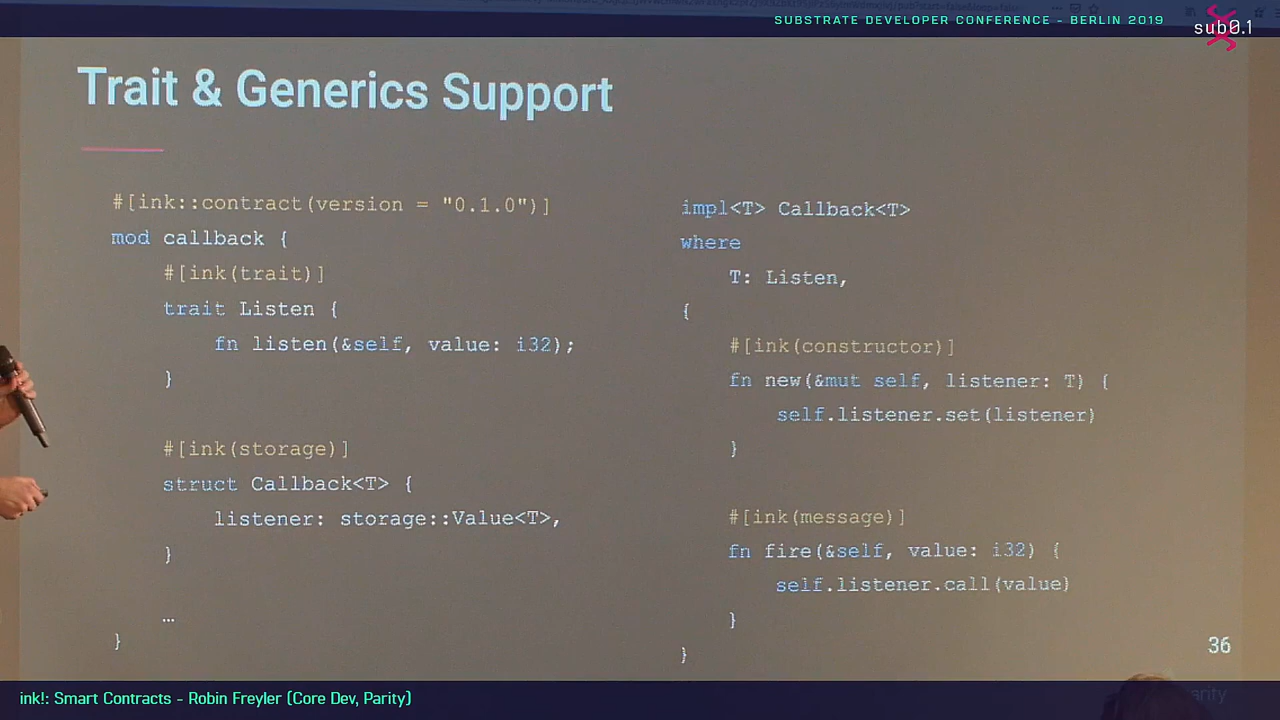 SUBSTRATE DEVELOPER CONFERENCE - BERLIN 2019
sub0.1
Trait & Generics Support
#[ink::contract(version = "0.1.0")]
mod callback {
#[ink(trait)]
trait Listen {
fn listen(&self, value: i32);
}
#[ink(storage)]
struct Callback<T> {
listener: storage::Value<T>,
}
…
}
impl<T> Callback<T>
where
T: Listen,
{
#[ink(constructor)]
fn new(&mut self, listener: T) {
self.listener.set(listener)
}
#[ink(message)]
fn fire(&self, value: i32) {
self.listener.call(value)
}
}
36
ink!: Smart Contracts - Robin Freyler (Core Dev, Parity)